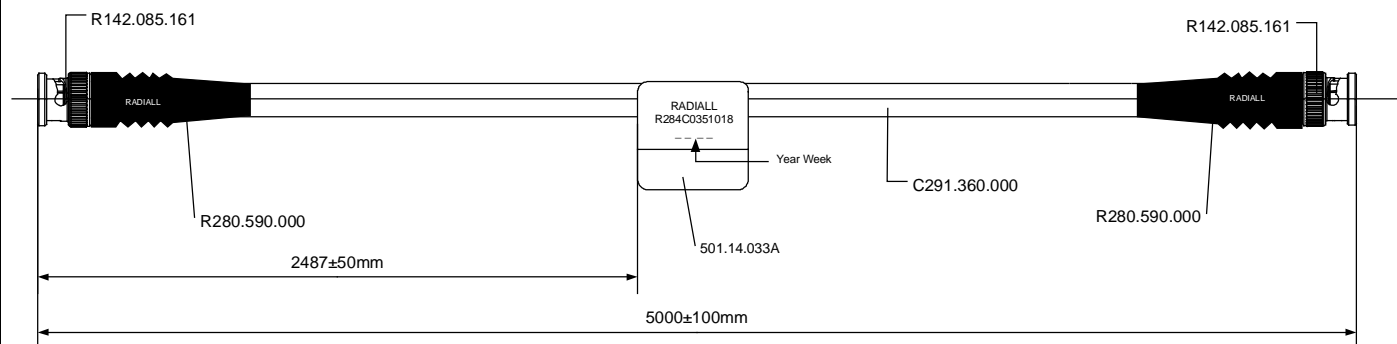 R142.085.161
R142.085.161
RADIALL
RADIALL
RADIALL
R284C0351018
Year Week
C291.360.000
R280.590.000
R280.590.000
501.14.033A
2487±50mm
5000±100mm